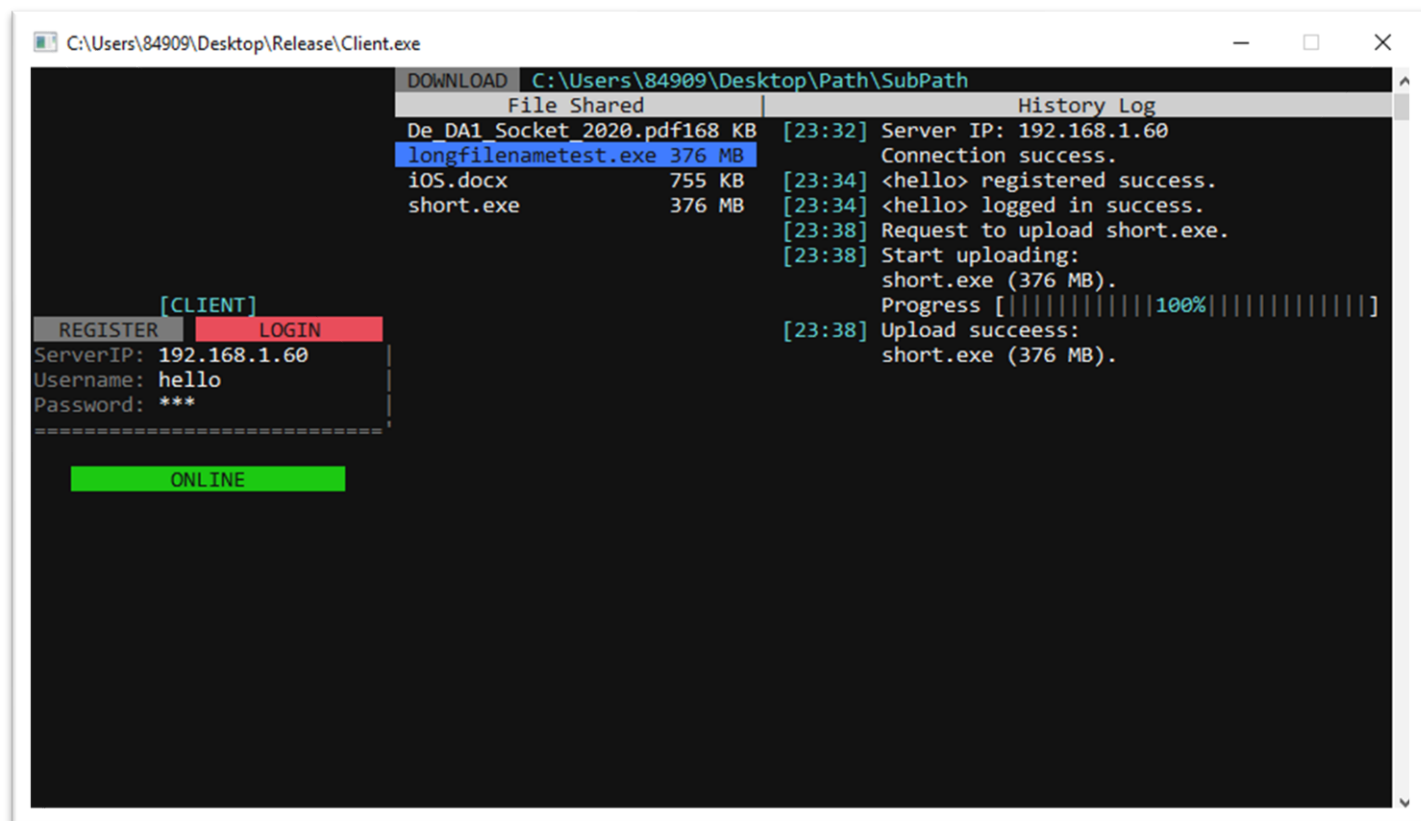 C:\Users\84909\Desktop\Release\Client.exe
DOWNLOAD C:\Users\84909\Desktop\Path\SubPath
File Shared | History Log
De_DA1_Socket_2020.pdf168 KB [23:32] Server IP: 192.168.1.60
longfilenametest.exe 376 MB Connection success.
iOS.docx 755 KB [23:34] <hello> registered success.
short.exe 376 MB [23:34] <hello> logged in success.
[23:38] Request to upload short.exe.
[23:38] Start uploading:
short.exe (376 MB).
[CLIENT] Progress [||||||||||||100%|||||||||||||]
REGISTER LOGIN [23:38] Upload succeess:
ServerIP: 192.168.1.60 | short.exe (376 MB).
Username: hello |
Password: *** |
============================'
ONLINE